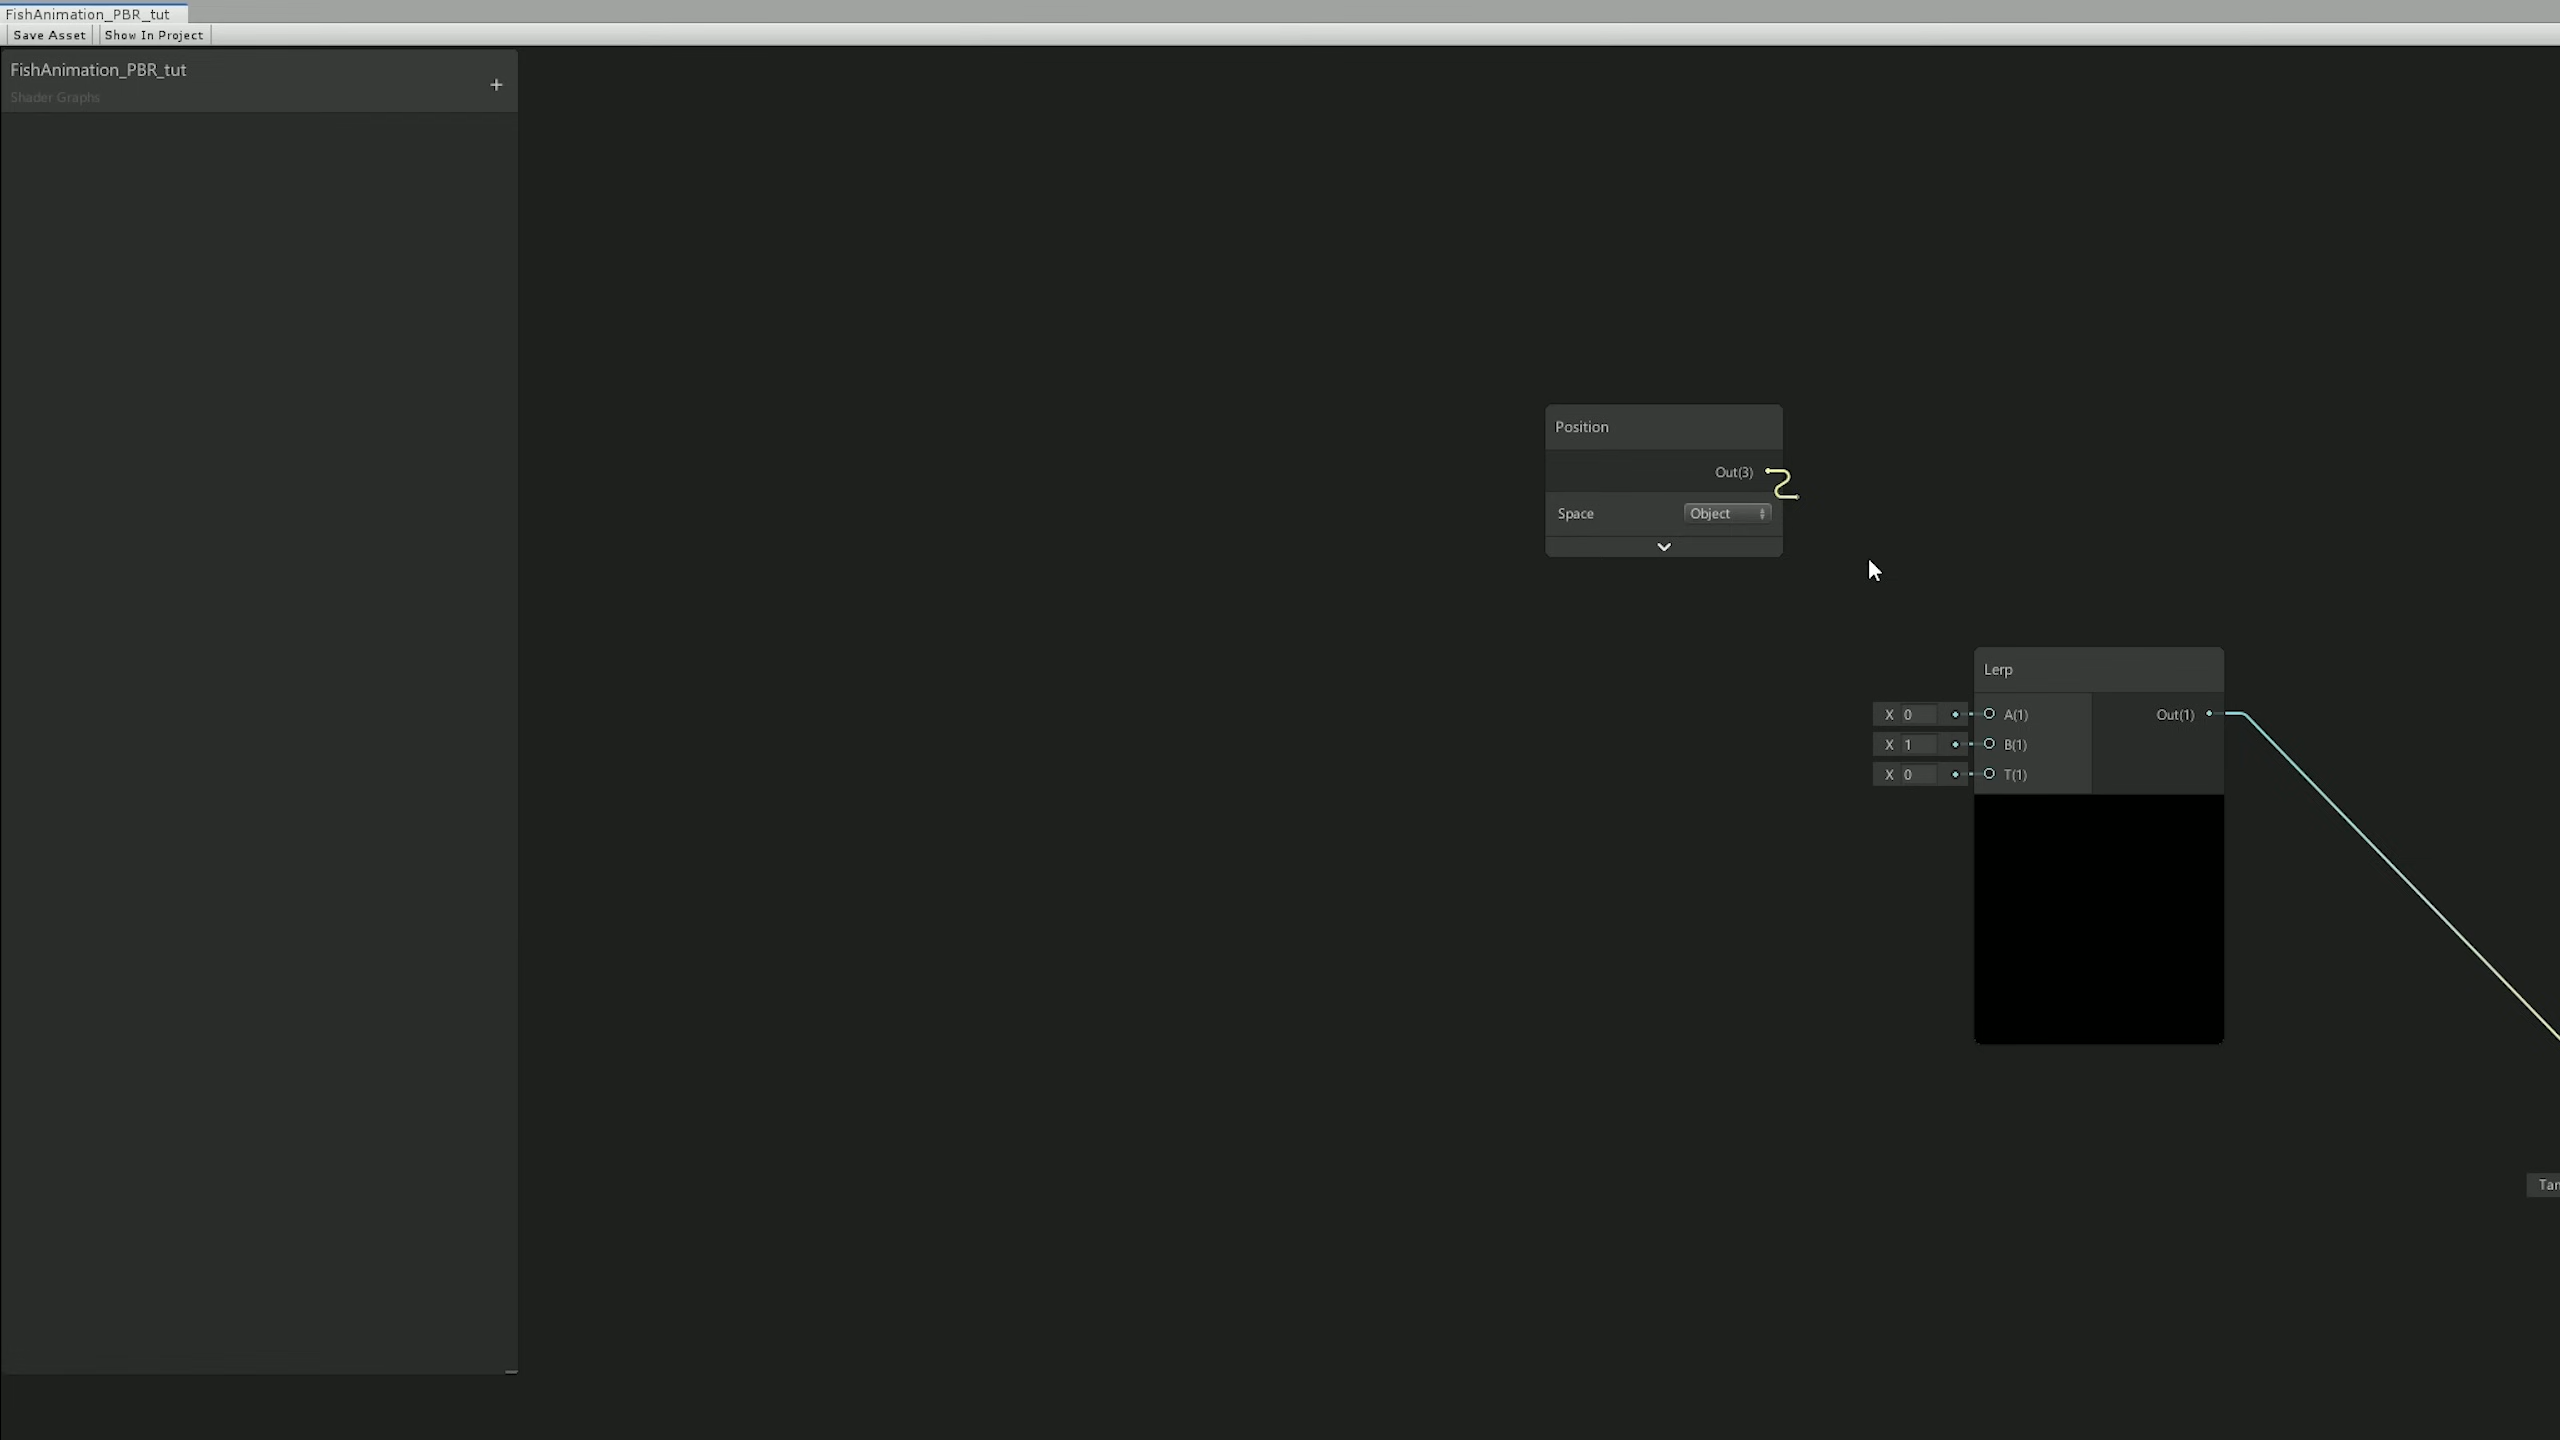 FishAnimation_PBR_tut
Save Asset Show In Project
FishAnimation_PBR_tut
+
Shader Graphs
Position
Out(3)
Space Object
Lerp
X 0 A(1) Out(1)
X 1 B(1)
X 0 T(1)